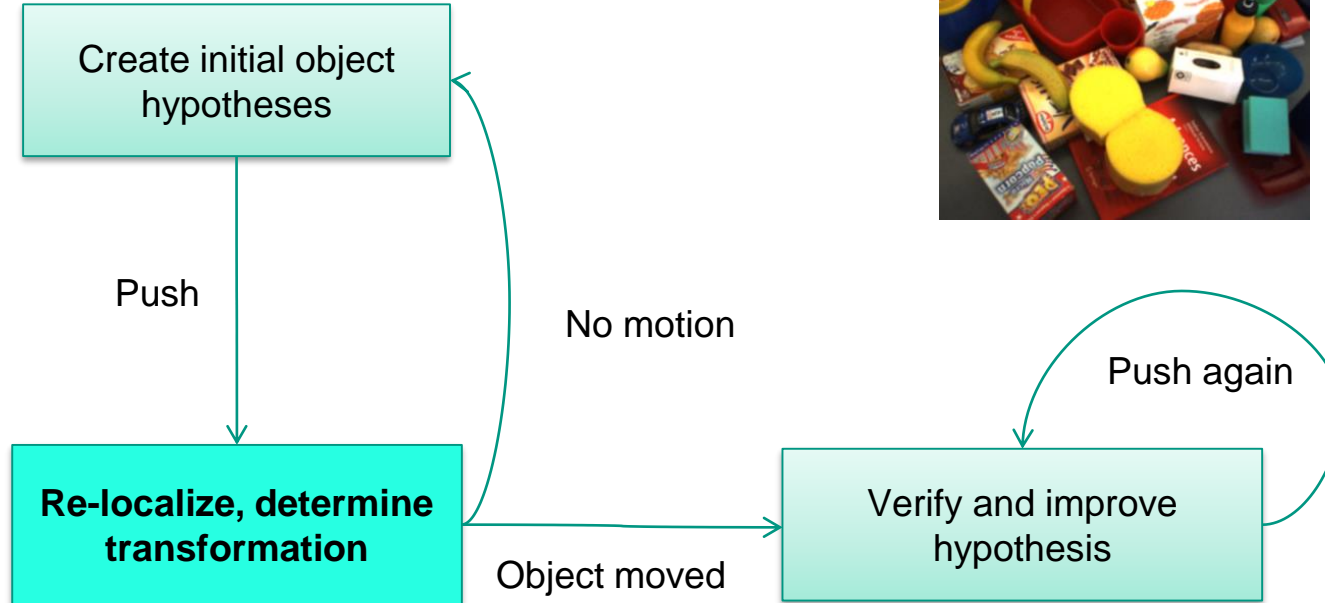 Create initial object
hypotheses
Push
No motion
Push again
Re-localize, determine
transformation
Object moved
Verify and improve
hypothesis
Popcorn